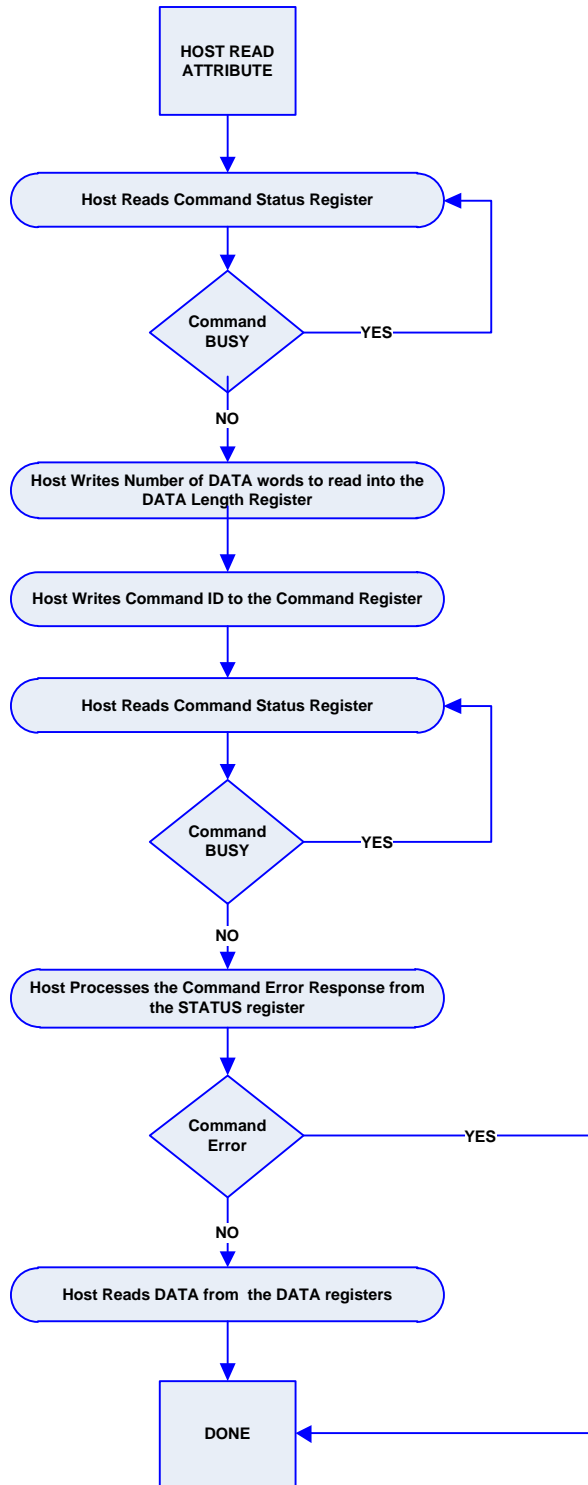 HOST READ
ATTRIBUTE
Host Reads Command Status Register
Command
BUSY
YES
NO
Host Writes Number of DATA words to read into the
DATA Length Register
Host Writes Command ID to the Command Register
Host Reads Command Status Register
Command
BUSY
YES
NO
Host Processes the Command Error Response from
the STATUS register
Command
Error
YES
NO
Host Reads DATA from the DATA registers
DONE